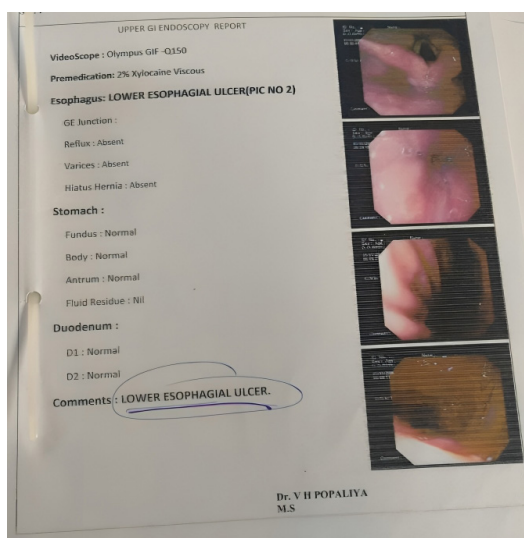 UPPER GI ENDOSCOPY REPORT
VideoScope : Olympus GIF -Q150
Premedication: 2% Xylocaine Viscous
Esophagus: LOWER ESOPHAGIAL ULCER(PIC NO 2)
GE Junction :
Reflux : Absent
Varices : Absent
Hiatus Hernia : Absent
Stomach :
Fundus : Normal
Body : Normal
Antrum : Normal
Fluid Residue : Nil
Duodenum :
D1 : Normal
D2 : Normal
Comments : LOWER ESOPHAGIAL ULCER.
Dr. V H POPALIYA
M.S